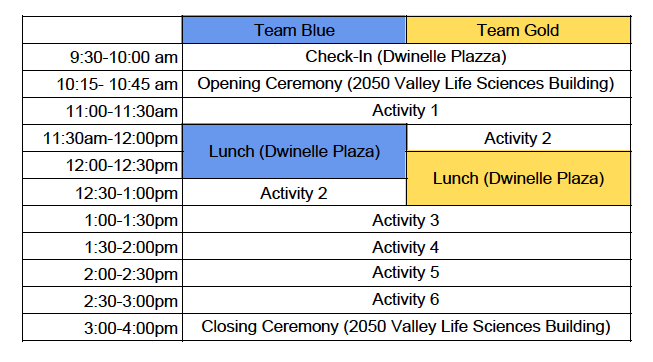 Team Blue Team Gold
9:30-10:00 am Check-In (Dwinelle Plazza)
10:15- 10:45 am Opening Ceremony (2050 Valley Life Sciences Building)
11:00-11:30am Activity 1
11:30am-12:00pm Activity 2
Lunch (Dwinelle Plaza)
12:00-12:30pm
Lunch (Dwinelle Plaza)
12:30-1:00pm Activity 2
1:00-1:30pm Activity 3
1:30-2:00pm Activity 4
2:00-2:30pm Activity 5
2:30-3:00pm Activity 6
3:00-4:00pm Closing Ceremony (2050 Valley Life Sciences Building)